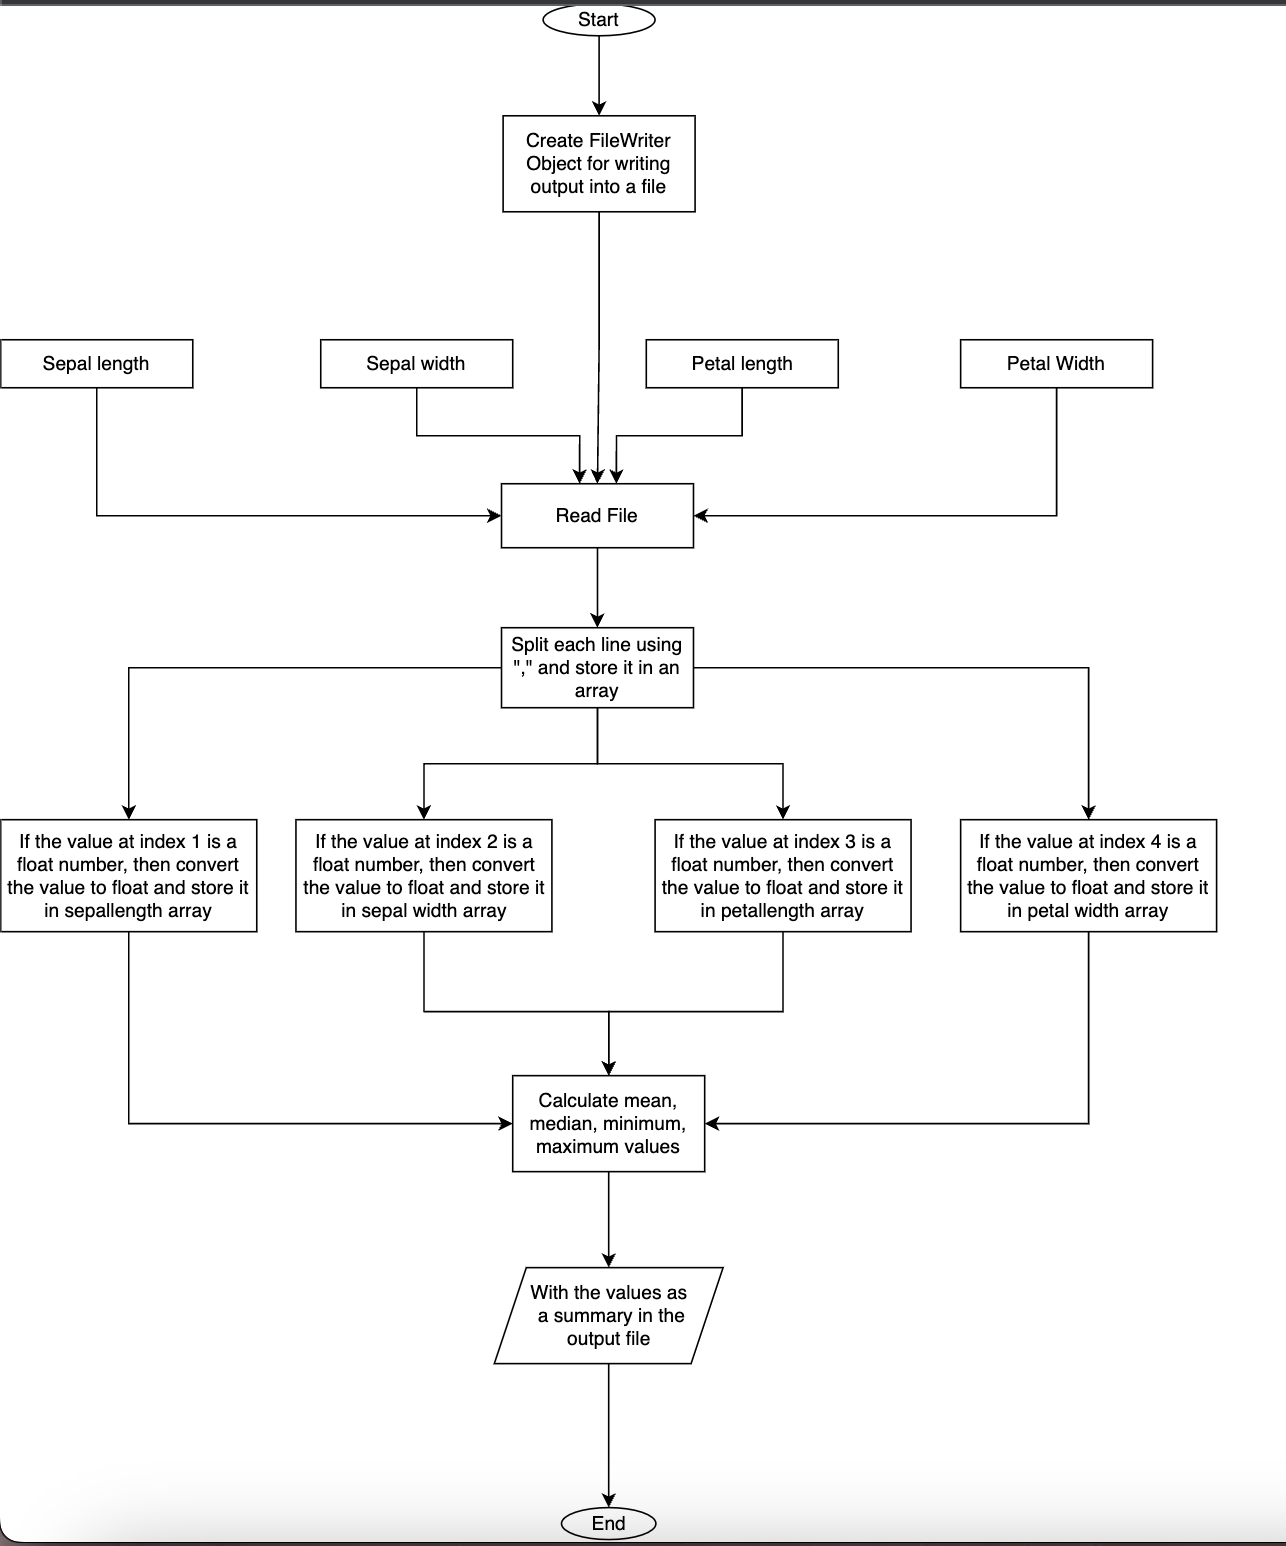 Start
Create FileWriter
Object for writing
output into a file
Sepal length
Sepal width
Petal length
Petal Width
Read File
Split each line using
"," and store it in an
array
If the value at index 1 is a
float number, then convert
the value to float and store it
in sepallength array
If the value at index 2 is a
float number, then convert
the value to float and store it
in sepal width array
If the value at index 3 is a
float number, then convert
the value to float and store it
in petallength array
If the value at index 4 is a
float number, then convert
the value to float and store it
in petal width array
Calculate mean,
median, minimum,
maximum values
With the values as
a summary in the
output file
End